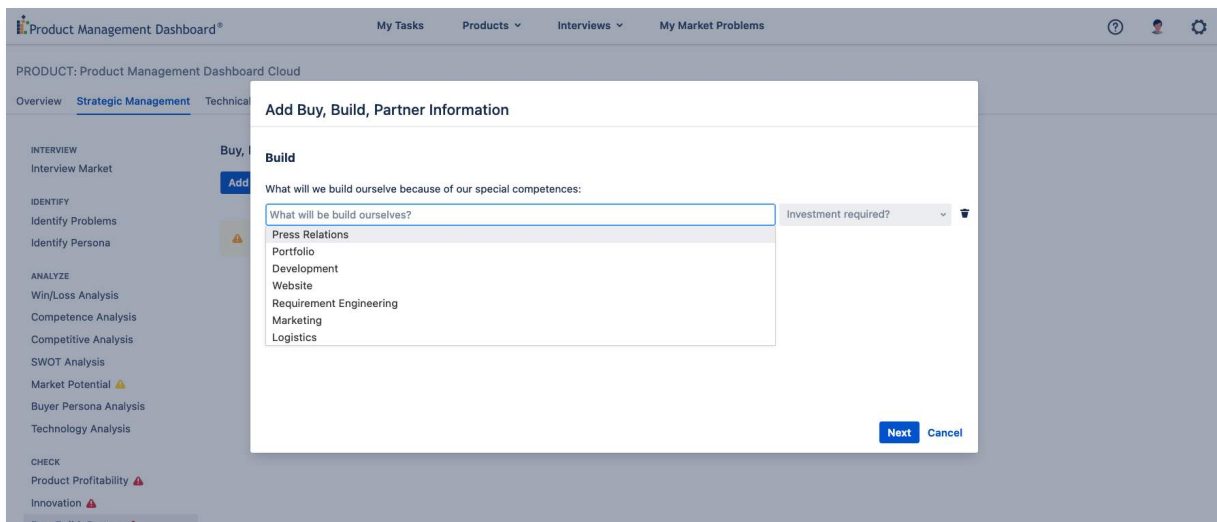 Product Management Dashboard®
My Tasks Products Interviews My Market Problems
PRODUCT: Product Management Dashboard Cloud
Overview Strategic Management Technical
Add Buy, Build, Partner Information
INTERVIEW
Interview Market
IDENTIFY
Identify Problems
Identify Persona
ANALYZE
Win/Loss Analysis
Competence Analysis
Competitive Analysis
SWOT Analysis
Market Potential
Buyer Persona Analysis
Technology Analysis
CHECK
Product Profitability
Innovation
Buy,
Add
Build
What will we build ourselve because of our special competences:
What will be build ourselves? Investment required?
Press Relations
Portfolio
Development
Website
Requirement Engineering
Marketing
Logistics
Next Cancel